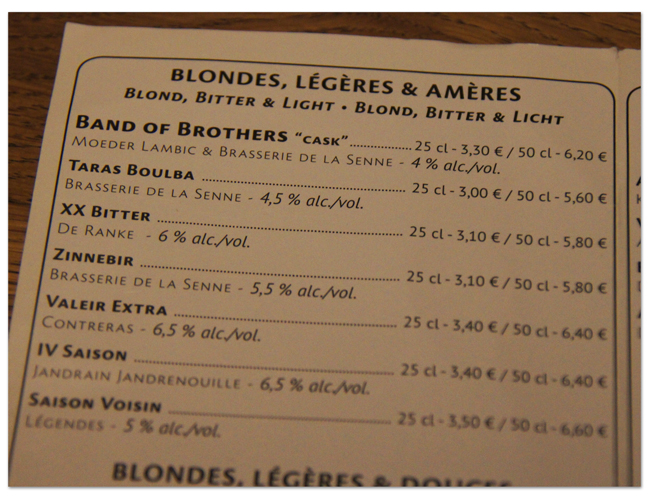 BLONDES, LÉGÈRES & AMÈRES
BLOND, BITTER & LIGHT • BLOND, BITTER & LICHT
BAND OF BROTHERS "CASK" 25 cl - 3,30 € / 50 cl - 6,20 €
MOEDER LAMBIC & BRASSERIE DE LA SENNE - 4 % alc./vol.
TARAS BOULBA 25 cl - 3,00 € / 50 cl - 5,60 €
BRASSERIE DE LA SENNE - 4,5 % alc./vol.
XX BITTER 25 cl - 3,10 € / 50 cl - 5,80 €
DE RANKE - 6 % alc./vol.
ZINNEBIR 25 cl - 3,10 € / 50 cl - 5,80 €
BRASSERIE DE LA SENNE - 5,5 % alc./vol.
VALEIR EXTRA 25 cl - 3,40 € / 50 cl - 6,40 €
CONTRERAS - 6,5 % alc./vol.
IV SAISON 25 cl - 3,40 € / 50 cl - 6,40 €
JANDRAIN JANDRENOUILLE - 6,5 % alc./vol.
SAISON VOISIN 25 cl - 3,50 € / 50 cl - 6,60 €
LÉGENDES - 5 % alc./vol.
BLONDES, LÉGÈRES & DOUCES